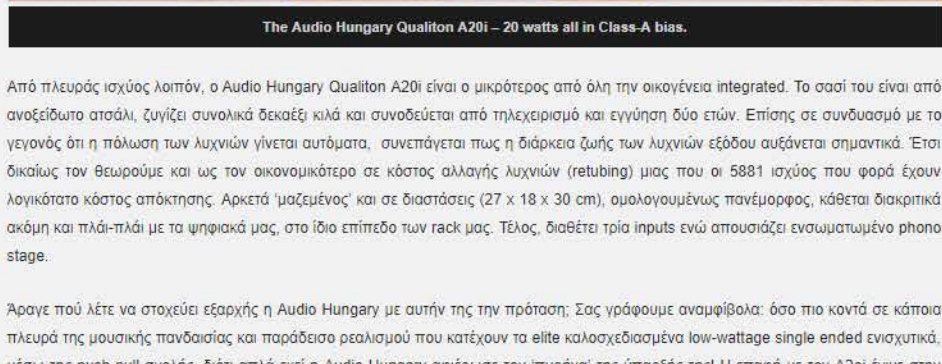 The Audio Hungary Qualiton A20i – 20 watts all in Class-A bias.
Από πλευράς ισχύος λοιπόν, ο Audio Hungary Qualiton A20i είναι ο μικρότερος από όλη την οικογένεια integrated. Το σασί του είναι από
ανοξείδωτο ατσάλι, ζυγίζει συνολικά δεκαέξι κιλά και συνοδεύεται από τηλεχειρισμό και εγγύηση δύο ετών. Επίσης σε συνδυασμό με το
γεγονός ότι η πόλωση των λυχνιών γίνεται αυτόματα, συνεπάγεται πως η διάρκεια ζωής των λυχνιών εξόδου αυξάνεται σημαντικά. Έτσι
δικαίως τον θεωρούμε και ως τον οικονομικότερο σε κόστος αλλαγής λυχνιών (retubing) μιας που οι 5881 ισχύος που φορά έχουν
λογικότατο κόστος απόκτησης. Αρκετά 'μαζεμένος' και σε διαστάσεις (27 x 18 x 30 cm), ομολογουμένως πανέμορφος, κάθεται διακριτικά
ακόμη και πλάι-πλάι με τα ψηφιακά μας, στο ίδιο επίπεδο των rack μας. Τέλος, διαθέτει τρία inputs ενώ απουσιάζει ενσωματωμένο phono
stage.
Άραγε πού λέτε να στοχεύει εξαρχής η Audio Hungary με αυτήν της την πρόταση; Σας γράφουμε αναμφίβολα: όσο πιο κοντά σε κάποια
πλευρά της μουσικής πανδαισίας και παράδεισο ρεαλισμού που κατέχουν τα elite καλοσχεδιασμένα low-wattage single ended ενισχυτικά,